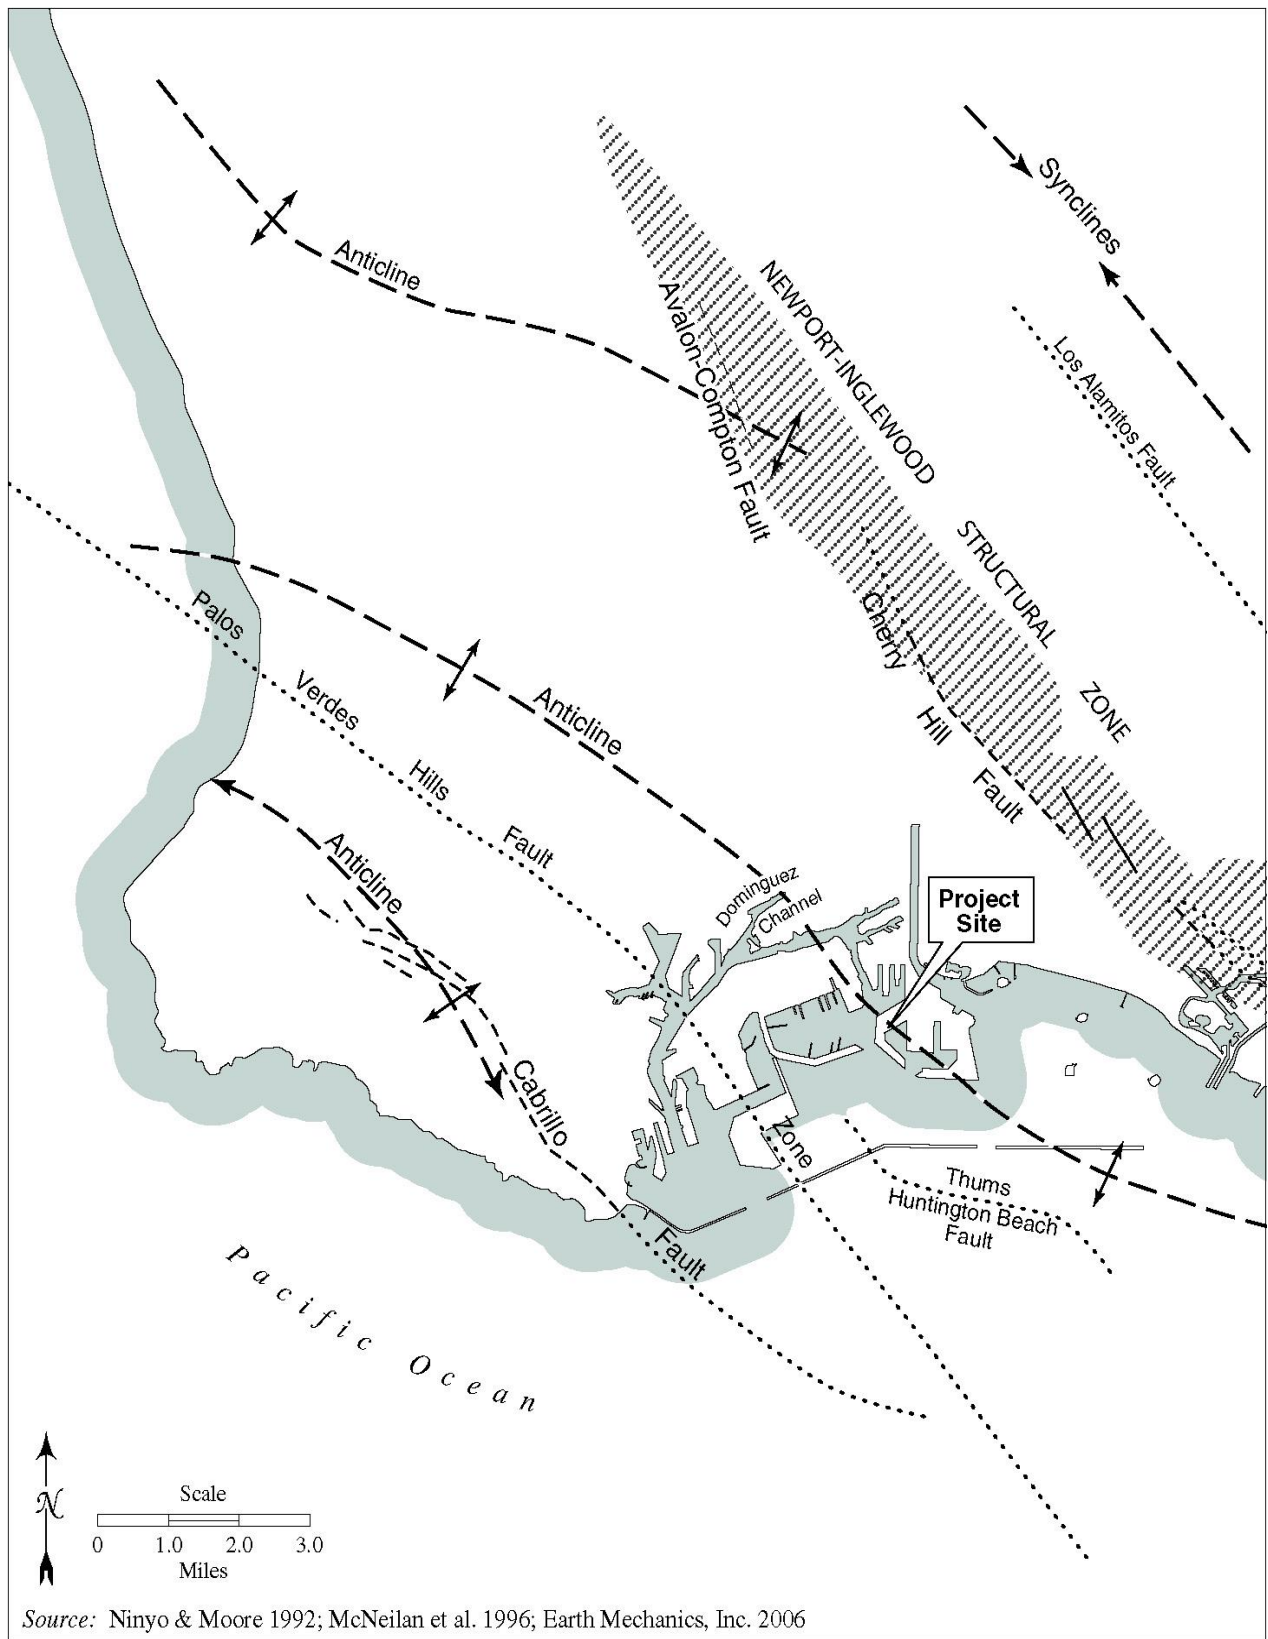 Synclines
Anticline
NEWPORT-INGLEWOOD
STRUCTURAL
ZONE
Avalon-Compton Fault
Los Alamitos Fault
Cherry
Hill
Fault
Palos
Verdes
Hills
Fault
Zone
Anticline
Anticline
Dominguez
Channel
Project
Site
Cabrillo
Fault
Thums
Huntington Beach
Fault
Pacific Ocean
N
Scale
0 1.0 2.0 3.0
Miles
Source: Ninyo & Moore 1992; McNeilan et al. 1996; Earth Mechanics, Inc. 2006